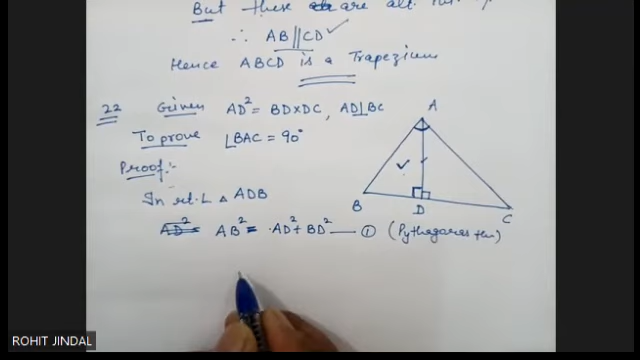 But these are alt.
∴ AB||CD
Hence ABCD is a Trapezium
22 Given AD² = BD×DC, AD⊥BC
To prove ∠BAC = 90°
Proof:-
In rt.∠ △ ADB
AD² = AB² = AD² + BD² — ① (Pythagoras thm)
A
B
D
C
ROHIT JINDAL